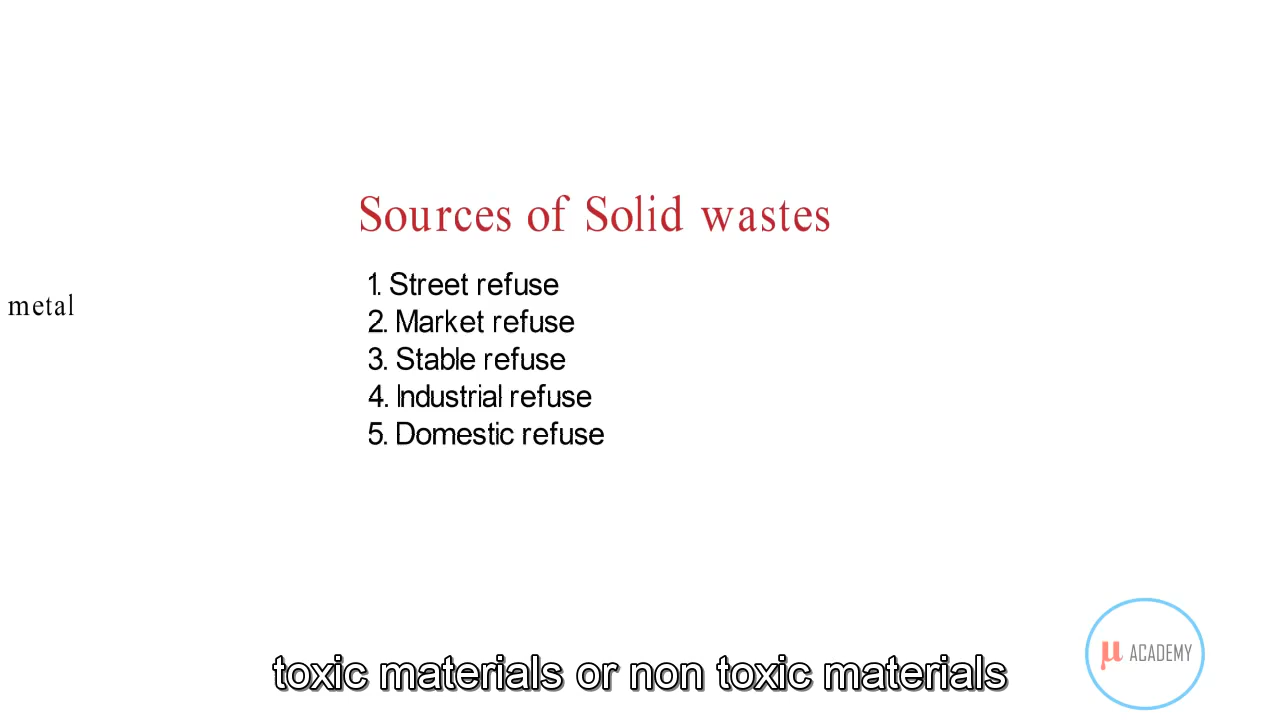 Sources of Solid wastes
1. Street refuse
metal
2. Market refuse
3. Stable refuse
4. Industrial refuse
5. Domestic refuse
µ ACADEMY
toxic materials or non toxic materials